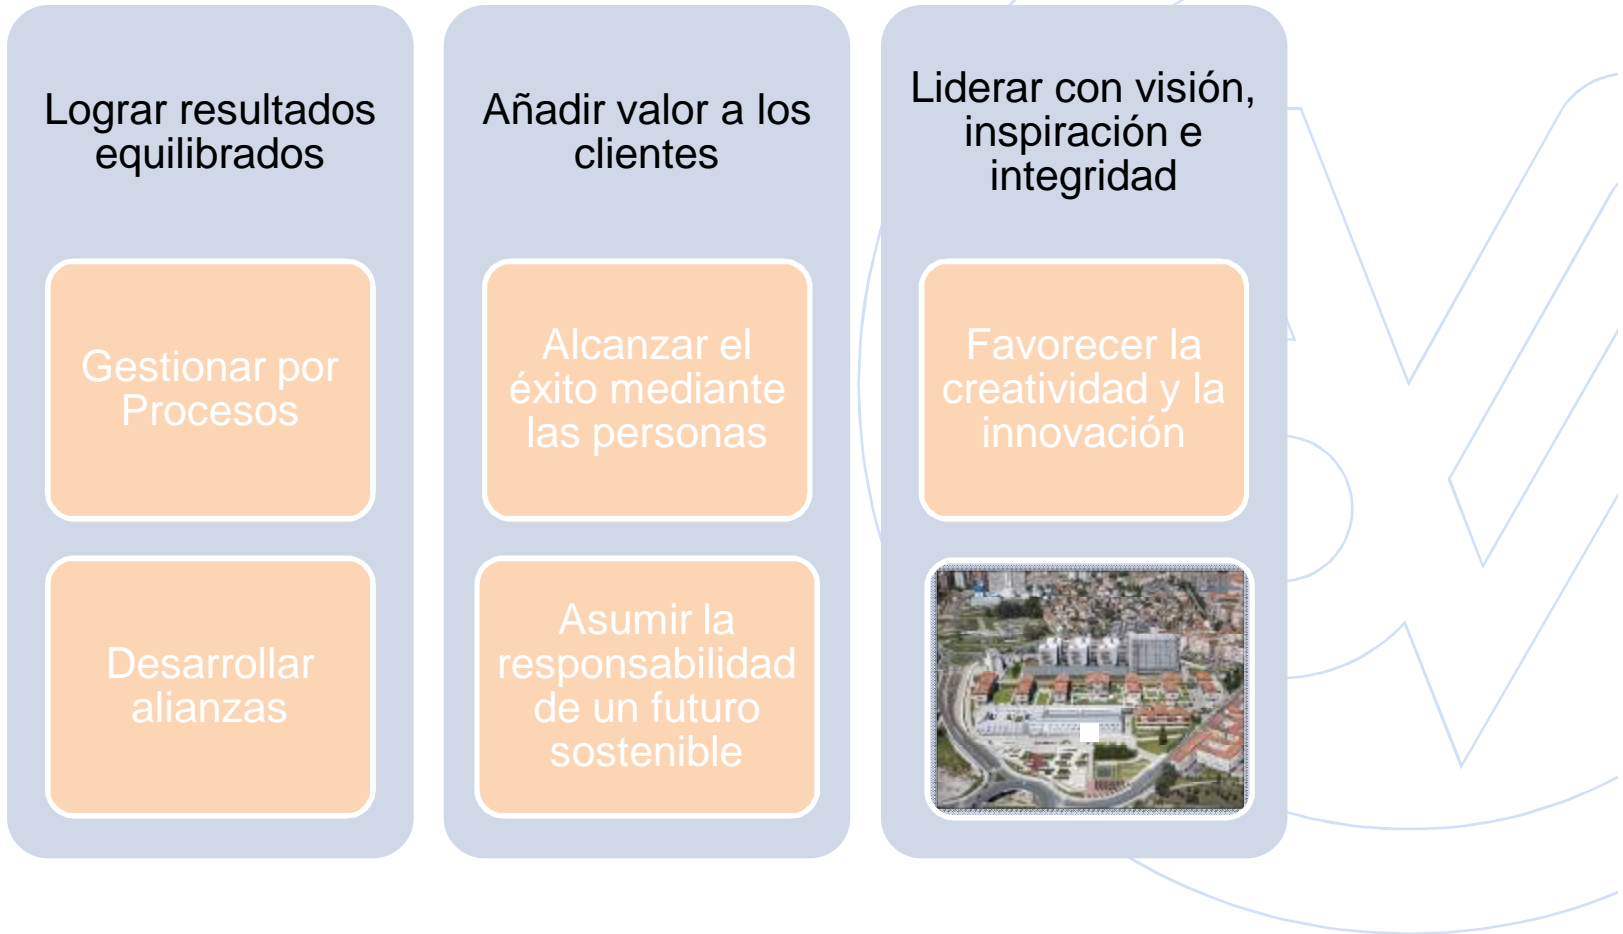 Lograr resultados
equilibrados
Gestionar por
Procesos
Desarrollar
alianzas
Añadir valor a los
clientes
Alcanzar el
éxito mediante
las personas
Asumir la
responsabilidad
de un futuro
sostenible
Liderar con visión,
inspiración e
integridad
Favorecer la
creatividad y la
innovación